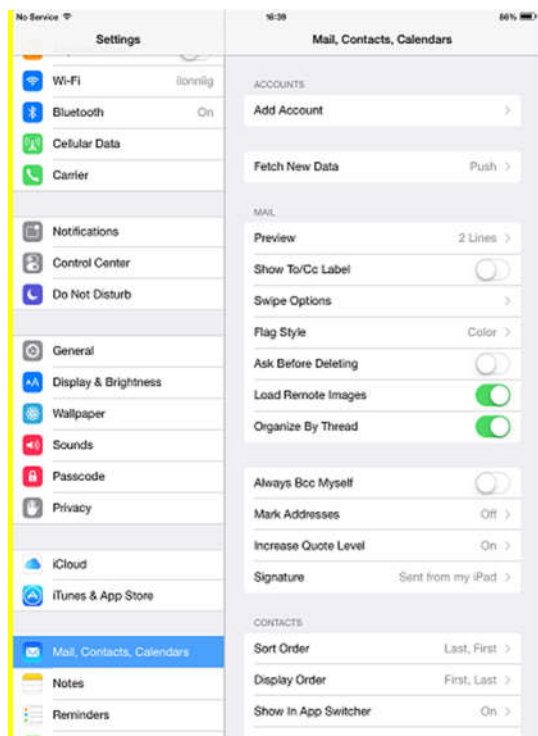 No Service 16:39 66%
Settings
Wi-Fi ilonniig
Bluetooth On
Cellular Data
Carrier
Notifications
Control Center
Do Not Disturb
General
Display & Brightness
Wallpaper
Sounds
Passcode
Privacy
iCloud
iTunes & App Store
Mail, Contacts, Calendars
Notes
Reminders
Mail, Contacts, Calendars
ACCOUNTS
Add Account
Fetch New Data Push
MAIL
Preview 2 Lines
Show To/Cc Label
Swipe Options
Flag Style Color
Ask Before Deleting
Load Remote Images
Organize By Thread
Always Bcc Myself
Mark Addresses Off
Increase Quote Level On
Signature Sent from my iPad
CONTACTS
Sort Order Last, First
Display Order First, Last
Show In App Switcher On